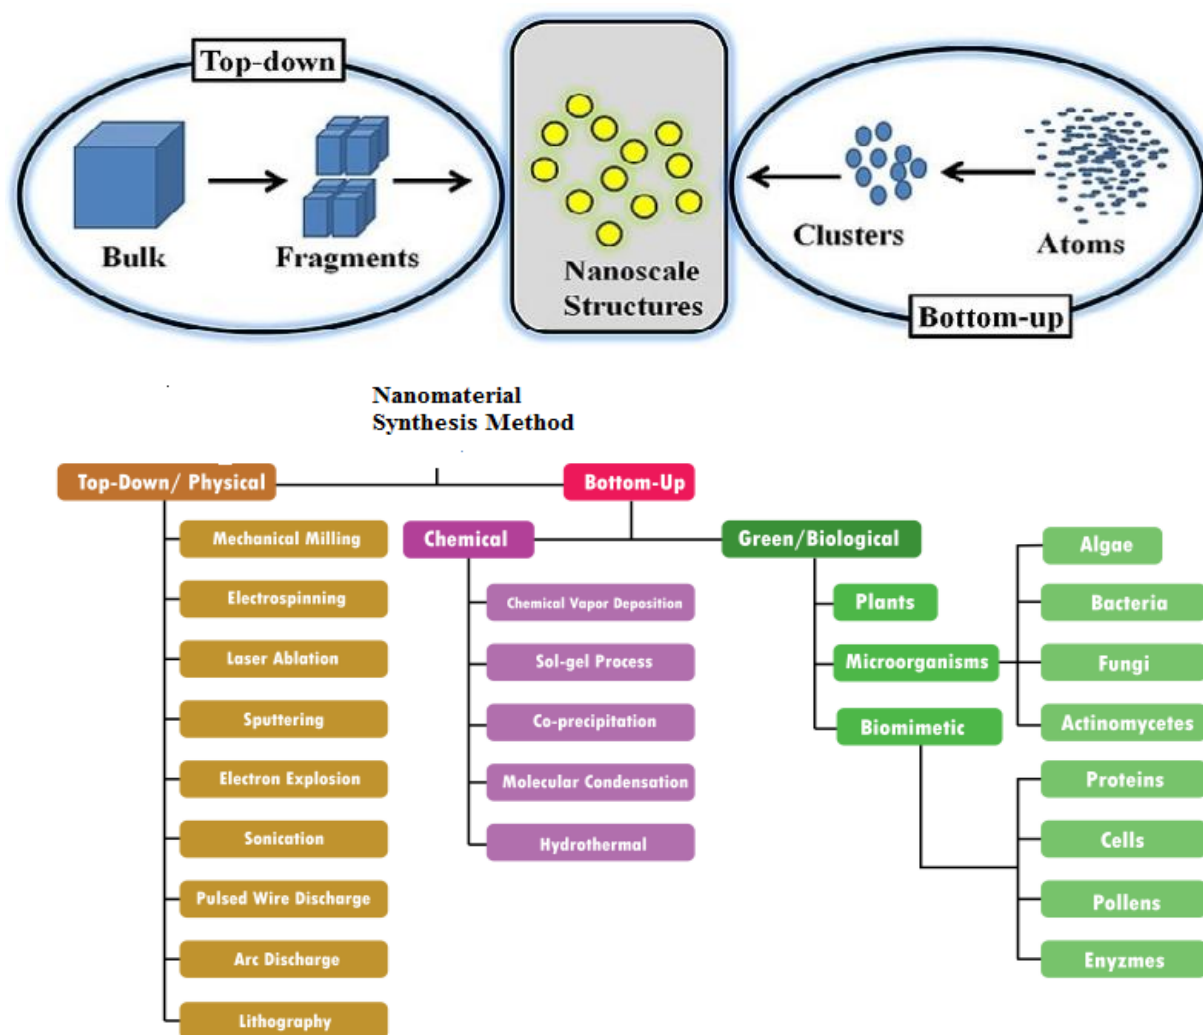 Top-down
Bulk
Fragments
Nanoscale
Structures
Clusters
Atoms
Bottom-up
Nanomaterial
Synthesis Method
Top-Down/ Physical
Bottom-Up
Mechanical Milling
Electrospinning
Laser Ablation
Sputtering
Electron Explosion
Sonication
Pulsed Wire Discharge
Arc Discharge
Lithography
Chemical
Chemical Vapor Deposition
Sol-gel Process
Co-precipitation
Molecular Condensation
Hydrothermal
Green/Biological
Plants
Microorganisms
Biomimetic
Algae
Bacteria
Fungi
Actinomycetes
Proteins
Cells
Pollens
Enyzmes